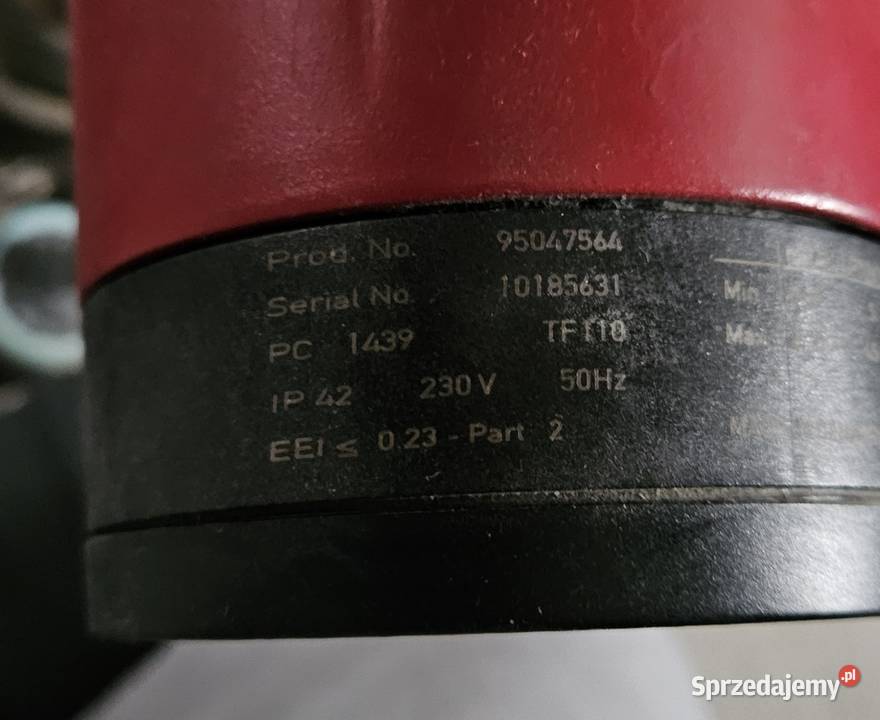 Prod. No. 95047564
Serial No 10185631
PC 1439 TF110
IP 42 230 V 50Hz
EEI ≤ 0.23 - Part 2
Min
Max.
Sprzedajemy.pl